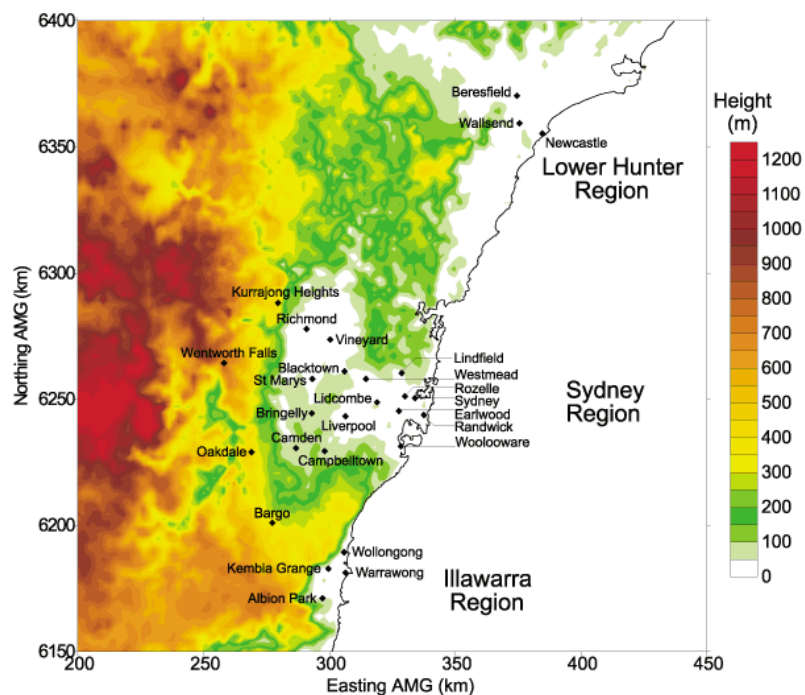 6400
6350
6300
6250
6200
6150
Northing AMG (km)
200
250
300
350
400
450
Easting AMG (km)
Beresfield
Wallsend
Newcastle
Lower Hunter
Region
Kurrajong Heights
Richmond
Vineyard
Wentworth Falls
Blacktown
St Marys
Lidcombe
Bringelly
Liverpool
Camden
Campbelltown
Oakdale
Bargo
Lindfield
Westmead
Rozelle
Sydney
Earlwood
Randwick
Woolooware
Sydney
Region
Wollongong
Kembia Grange
Warrawong
Albion Park
Illawarra
Region
Height
(m)
1200
1100
1000
900
800
700
600
500
400
300
200
100
0